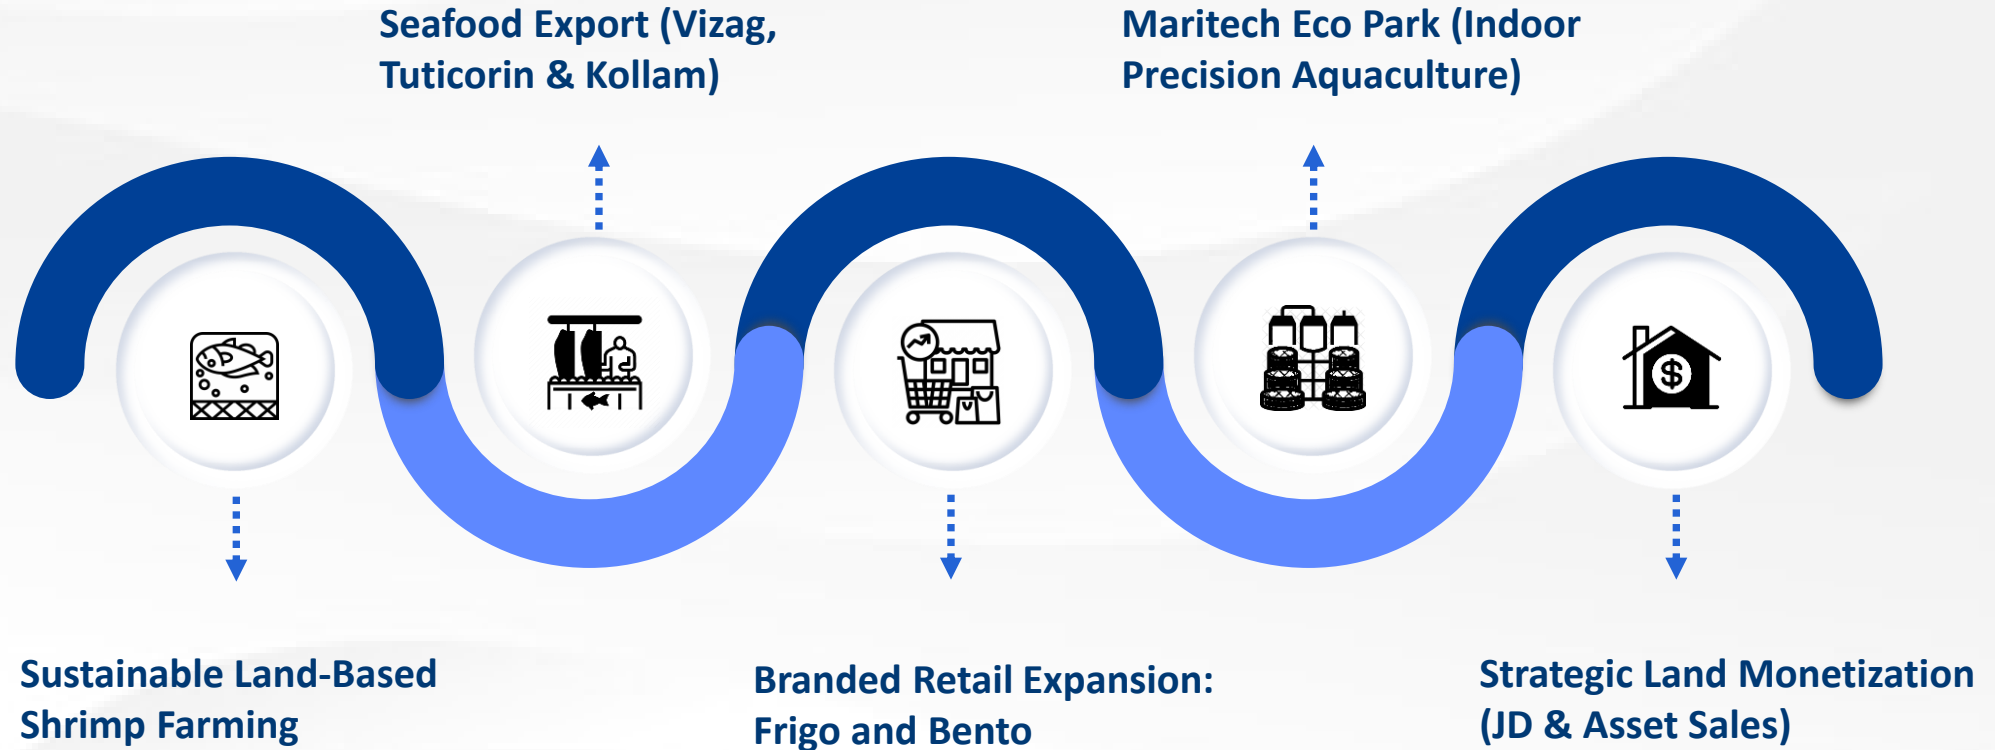 Seafood Export (Vizag,
Tuticorin & Kollam)
Maritech Eco Park (Indoor
Precision Aquaculture)
$
Sustainable Land-Based
Shrimp Farming
Branded Retail Expansion:
Frigo and Bento
Strategic Land Monetization
(JD & Asset Sales)